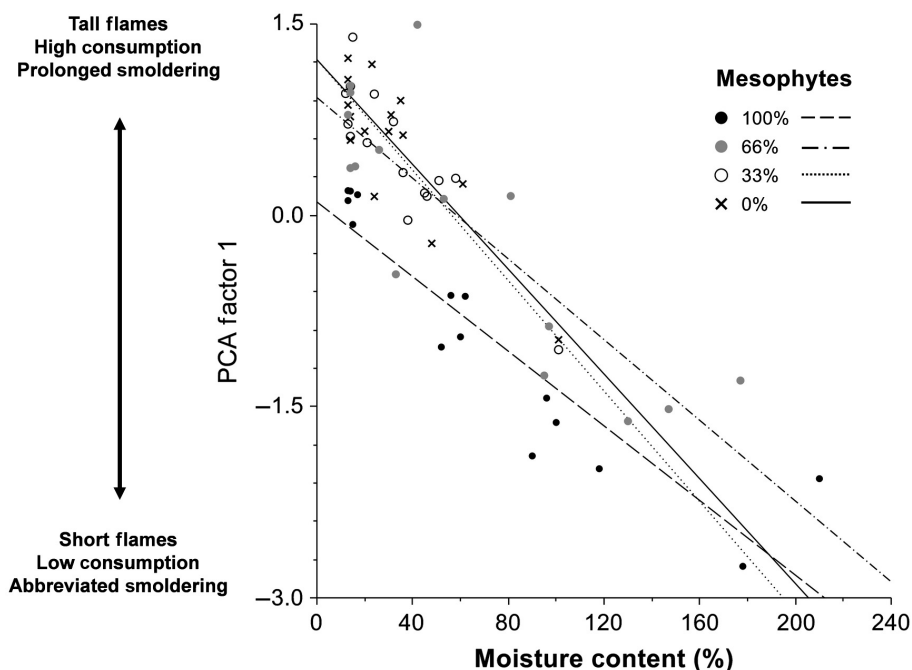 Tall flames
High consumption
Prolonged smoldering
Short flames
Low consumption
Abbreviated smoldering
PCA factor 1
1.5
0.0
–1.5
–3.0
0
40
80
120
160
200
240
Moisture content (%)
Mesophytes
100%
66%
33%
0%